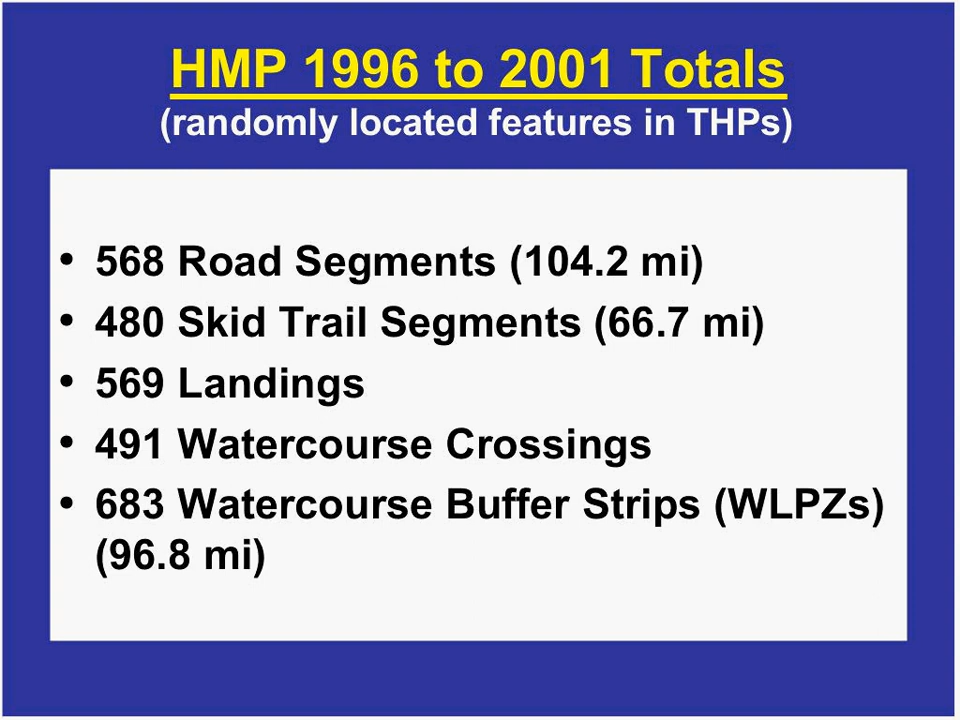 HMP 1996 to 2001 Totals
(randomly located features in THPs)
• 568 Road Segments (104.2 mi)
• 480 Skid Trail Segments (66.7 mi)
• 569 Landings
• 491 Watercourse Crossings
• 683 Watercourse Buffer Strips (WLPZs)
(96.8 mi)